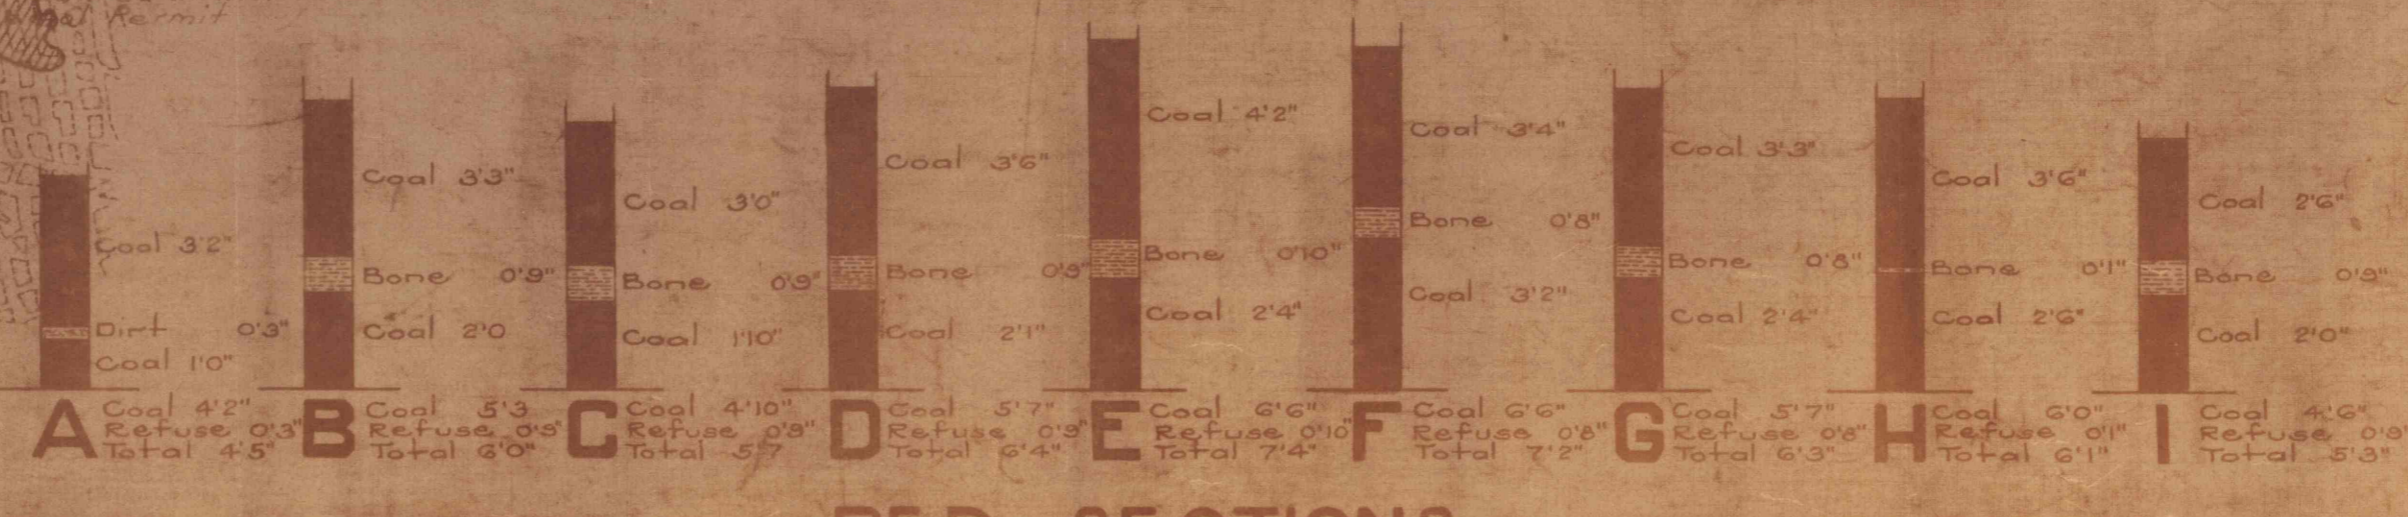 Permit
Coal 3'2"
Dirt 0'3"
Coal 1'0"
A
Coal 4'2"
Refuse 0'3"
Total 4'5"
Coal 3'3"
Bone 0'9"
Coal 2'0
B
Coal 5'3
Refuse 0'9"
Total 6'0"
Coal 3'0"
Bone 0'9"
Coal 1'10"
C
Coal 4'10"
Refuse 0'9"
Total 5'7
Coal 3'6"
Bone 0'9"
Coal 2'1"
D
Coal 5'7"
Refuse 0'9"
Total 6'4"
Coal 4'2"
Bone 0'10"
Coal 2'4"
E
Coal 6'6"
Refuse 0'10"
Total 7'4"
Coal 3'4"
Bone 0'8"
Coal 3'2"
F
Coal 6'6"
Refuse 0'8"
Total 7'2"
Coal 3'3"
Bone 0'8"
Coal 2'4"
G
Coal 5'7"
Refuse 0'8"
Total 6'3"
Coal 3'6"
Bone 0'1"
Coal 2'6"
H
Coal 6'0"
Refuse 0'1"
Total 6'1"
Coal 2'6"
Bone 0'9"
Coal 2'0"
I
Coal 4'6"
Refuse 0'9"
Total 5'3"
BED SECTIONS